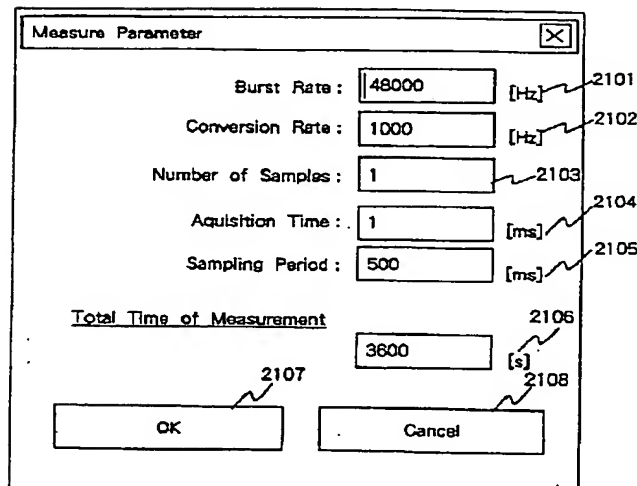 Measure Parameter
Burst Rate: 48000 [Hz] 2101
Conversion Rate: 1000 [Hz] 2102
Number of Samples: 1 2103
Aquisition Time: 1 [ms] 2104
Sampling Period: 500 [ms] 2105
Total Time of Measurement
3600 [s] 2106
2107 2108
OK Cancel